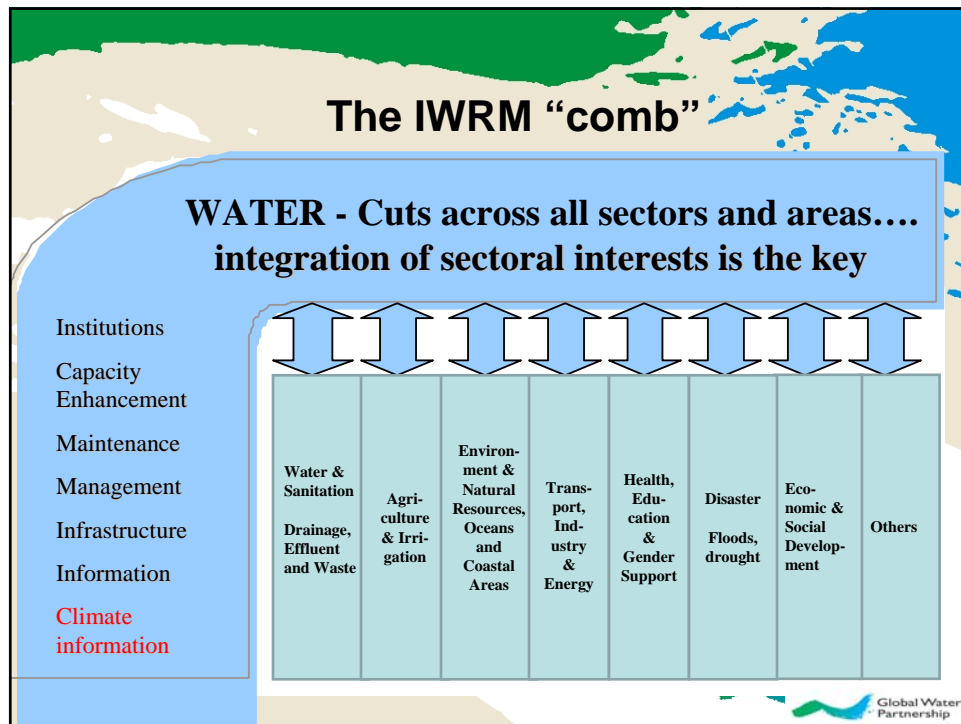 The IWRM “comb”
WATER - Cuts across all sectors and areas….
integration of sectoral interests is the key
Institutions
Capacity
Enhancement
Maintenance
Management
Infrastructure
Information
Climate
information
Water &
Sanitation
Drainage,
Effluent
and Waste
Agri-
culture
& Irri-
gation
Environ-
ment &
Natural
Resources,
Oceans
and
Coastal
Areas
Trans-
port,
Ind-
ustry
&
Energy
Health,
Edu-
cation
&
Gender
Support
Disaster
Floods,
drought
Eco-
nomic &
Social
Develop-
ment
Others
Global Water
Partnership